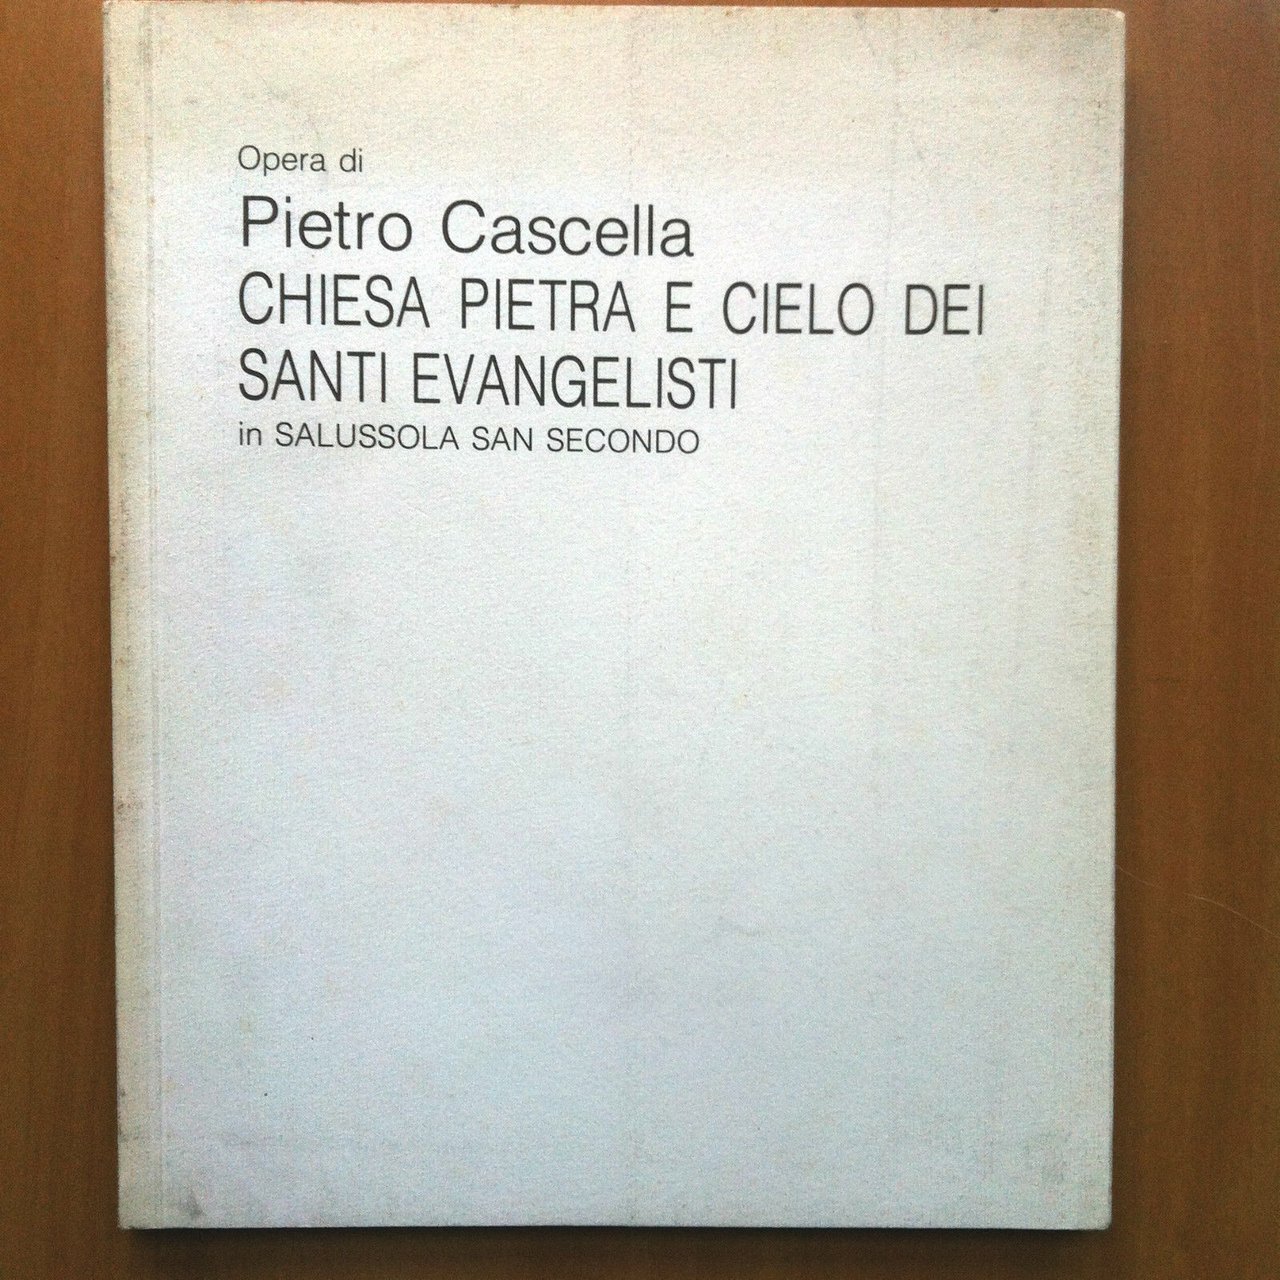 Opera di
Pietro Cascella
CHIESA PIETRA E CIELO DEI
SANTI EVANGELISTI
in SALUSSOLA SAN SECONDO